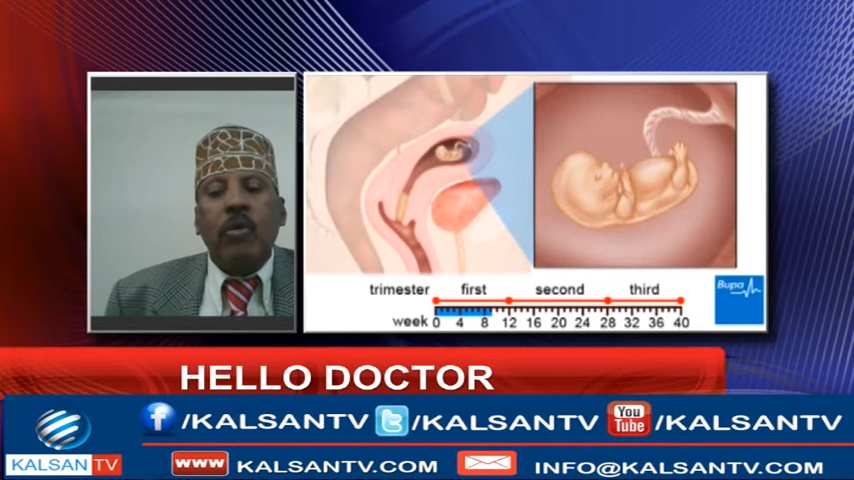 trimester first second third
Bupa
week 0 4 8 12 16 20 24 28 32 36 40
HELLO DOCTOR
f /KALSANTV t /KALSANTV You Tube /KALSANTV
KALSAN TV
www KALSANTV.COM INFO@KALSANTV.COM